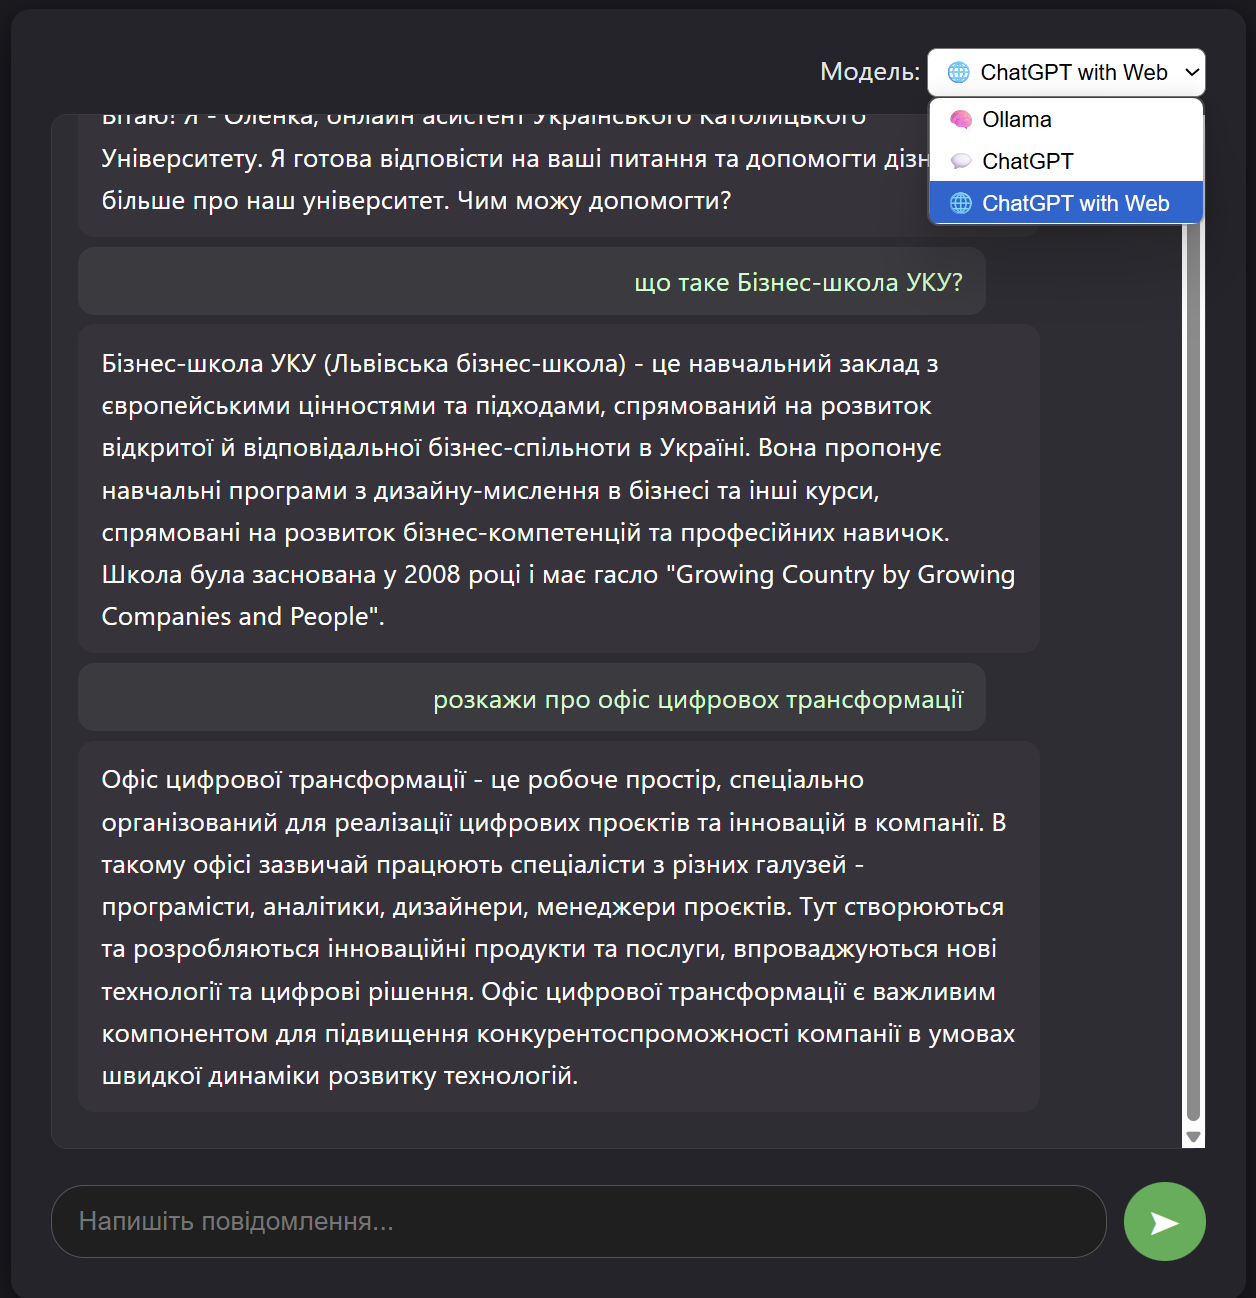 Модель:
ChatGPT with Web
Ollama
ChatGPT
ChatGPT with Web
Вітаю! Я - Оленка, онлайн асистент Українського Католицького
Університету. Я готова відповісти на ваші питання та допомогти
більше про наш університет. Чим можу допомогти?
що таке Бізнес-школа УКУ?
Бізнес-школа УКУ (Львівська бізнес-школа) - це навчальний заклад з
європейськими цінностями та підходами, спрямований на розвиток
відкритої й відповідальної бізнес-спільноти в Україні. Вона пропонує
навчальні програми з дизайну-мислення в бізнесі та інші курси,
спрямовані на розвиток бізнес-компетенцій та професійних навичок.
Школа була заснована у 2008 році і має гасло "Growing Country by Growing
Companies and People".
розкажи про офіс цифровох трансформації
Офіс цифрової трансформації - це робоче простір, спеціально
організований для реалізації цифрових проєктів та інновацій в компанії. В
такому офісі зазвичай працюють спеціалісти з різних галузей -
програмісти, аналітики, дизайнери, менеджери проєктів. Тут створюються
та розробляються інноваційні продукти та послуги, впроваджуються нові
технології та цифрові рішення. Офіс цифрової трансформації є важливим
компонентом для підвищення конкурентоспроможності компанії в умовах
швидкої динаміки розвитку технологій.
Напишіть повідомлення...